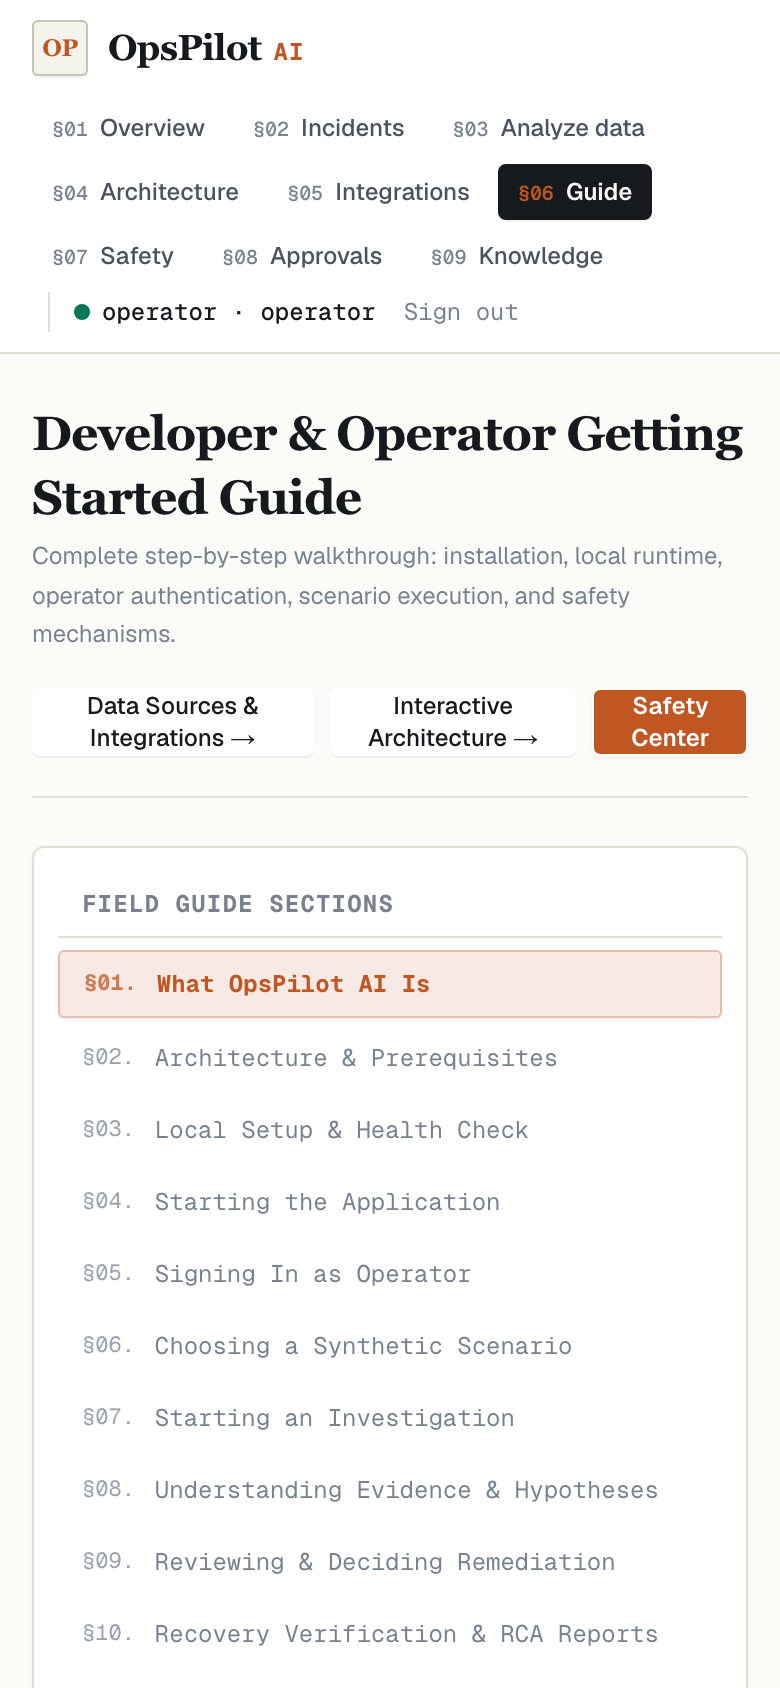 OP OpsPilot AI
§01 Overview §02 Incidents §03 Analyze data
§04 Architecture §05 Integrations §06 Guide
§07 Safety §08 Approvals §09 Knowledge
operator · operator Sign out
Developer & Operator Getting
Started Guide
Complete step-by-step walkthrough: installation, local runtime,
operator authentication, scenario execution, and safety
mechanisms.
Data Sources &
Integrations →
Interactive
Architecture →
Safety
Center
FIELD GUIDE SECTIONS
§01. What OpsPilot AI Is
§02. Architecture & Prerequisites
§03. Local Setup & Health Check
§04. Starting the Application
§05. Signing In as Operator
§06. Choosing a Synthetic Scenario
§07. Starting an Investigation
§08. Understanding Evidence & Hypotheses
§09. Reviewing & Deciding Remediation
§10. Recovery Verification & RCA Reports